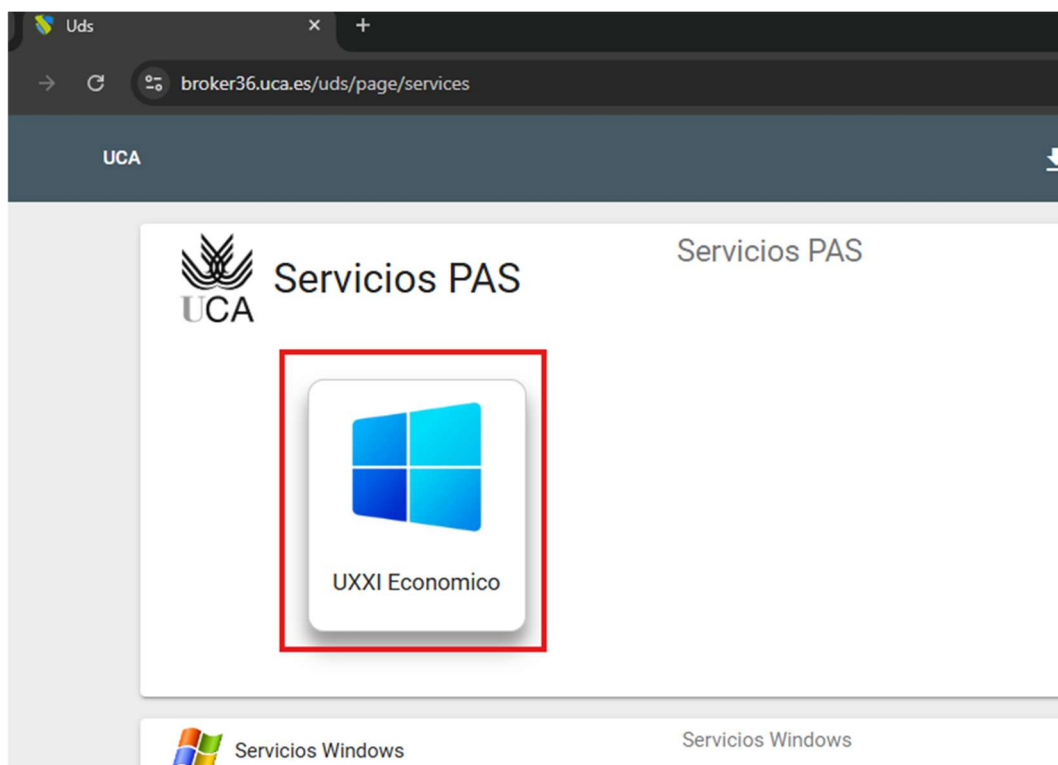 Uds
broker36.uca.es/uds/page/services
UCA
UCA
Servicios PAS
Servicios PAS
UXXI Economico
Servicios Windows
Servicios Windows